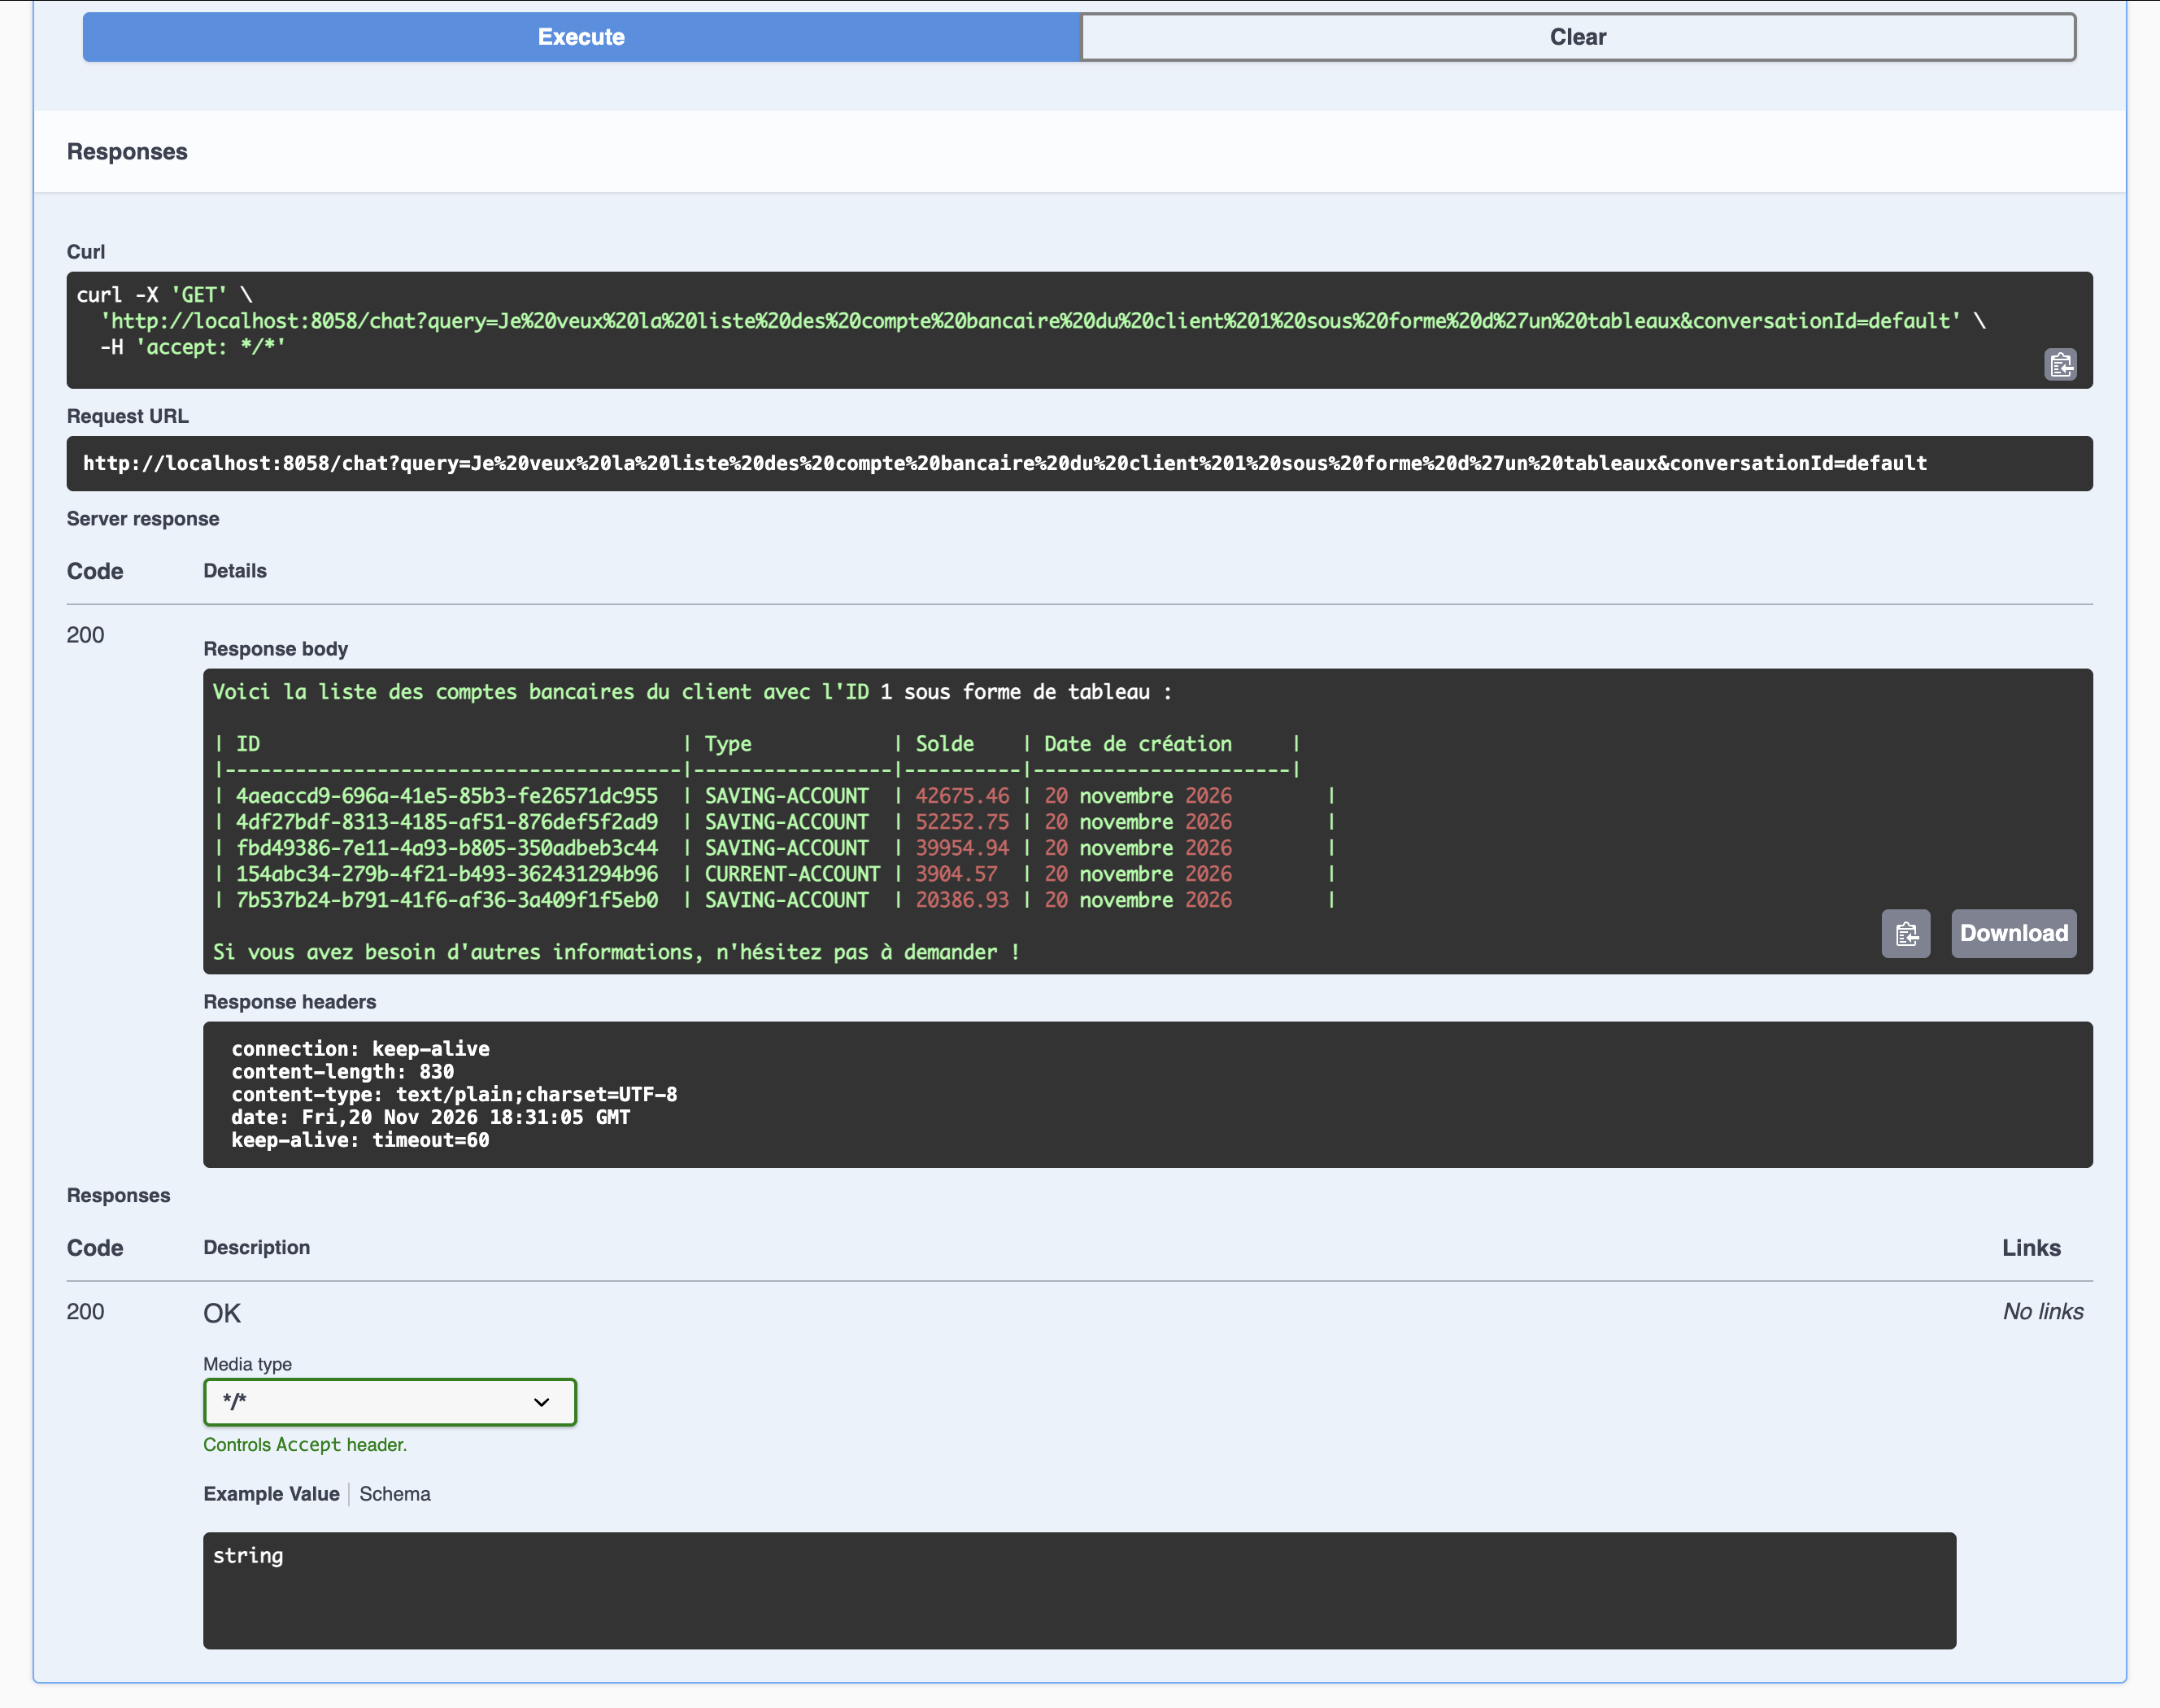 Execute
Clear
Responses
Curl
curl -X 'GET' \
  'http://localhost:8058/chat?query=Je%20veux%20la%20liste%20des%20compte%20bancaire%20du%20client%201%20sous%20forme%20d%27un%20tableaux&conversationId=default' \
  -H 'accept: */*'
Request URL
http://localhost:8058/chat?query=Je%20veux%20la%20liste%20des%20compte%20bancaire%20du%20client%201%20sous%20forme%20d%27un%20tableaux&conversationId=default
Server response
Code Details
200
Response body
Voici la liste des comptes bancaires du client avec l'ID 1 sous forme de tableau :
| ID                                    | Type            | Solde    | Date de création     |
|---------------------------------------|-----------------|----------|----------------------|
| 4aeaccd9-696a-41e5-85b3-fe26571dc955  | SAVING-ACCOUNT  | 42675.46 | 20 novembre 2026        |
| 4df27bdf-8313-4185-af51-876def5f2ad9  | SAVING-ACCOUNT  | 52252.75 | 20 novembre 2026        |
| fbd49386-7e11-4a93-b805-350adbeb3c44  | SAVING-ACCOUNT  | 39954.94 | 20 novembre 2026        |
| 154abc34-279b-4f21-b493-362431294b96  | CURRENT-ACCOUNT | 3904.57  | 20 novembre 2026        |
| 7b537b24-b791-41f6-af36-3a409f1f5eb0  | SAVING-ACCOUNT  | 20386.93 | 20 novembre 2026        |
Si vous avez besoin d'autres informations, n'hésitez pas à demander !
Download
Response headers
connection: keep-alive
content-length: 830
content-type: text/plain;charset=UTF-8
date: Fri,20 Nov 2026 18:31:05 GMT
keep-alive: timeout=60
Responses
Code Description Links
200 OK No links
Media type
*/*
Controls Accept header.
Example Value Schema
string